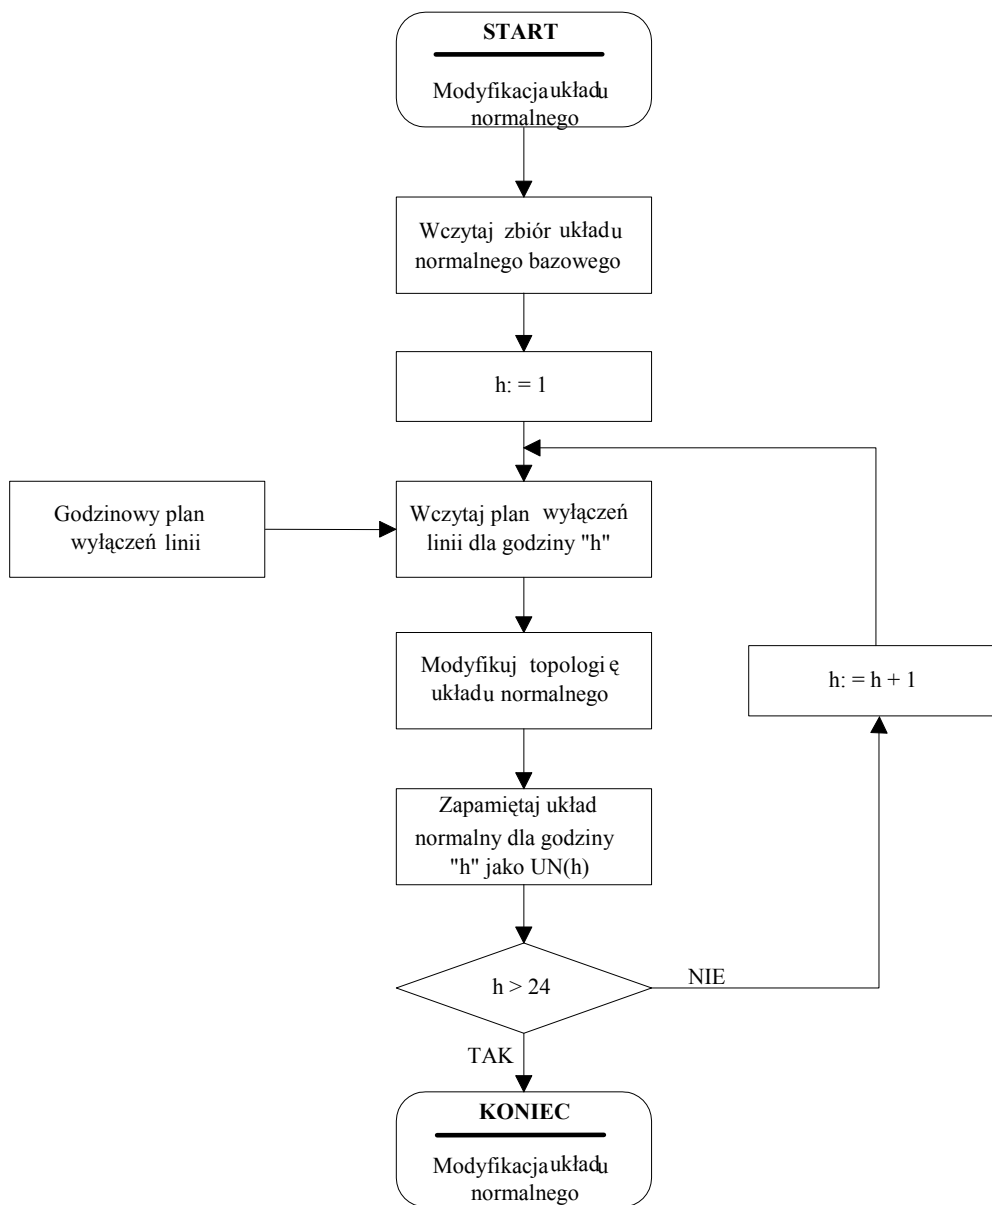 START
Modyfikacja układu
normalnego
Wczytaj zbiór układu
normalnego bazowego
h: = 1
Godzinowy plan
wyłączeń linii
Wczytaj plan wyłączeń
linii dla godziny "h"
Modyfikuj topologię
układu normalnego
h: = h + 1
Zapamiętaj układ
normalny dla godziny
"h" jako UN(h)
h > 24
NIE
TAK
KONIEC
Modyfikacja układu
normalnego